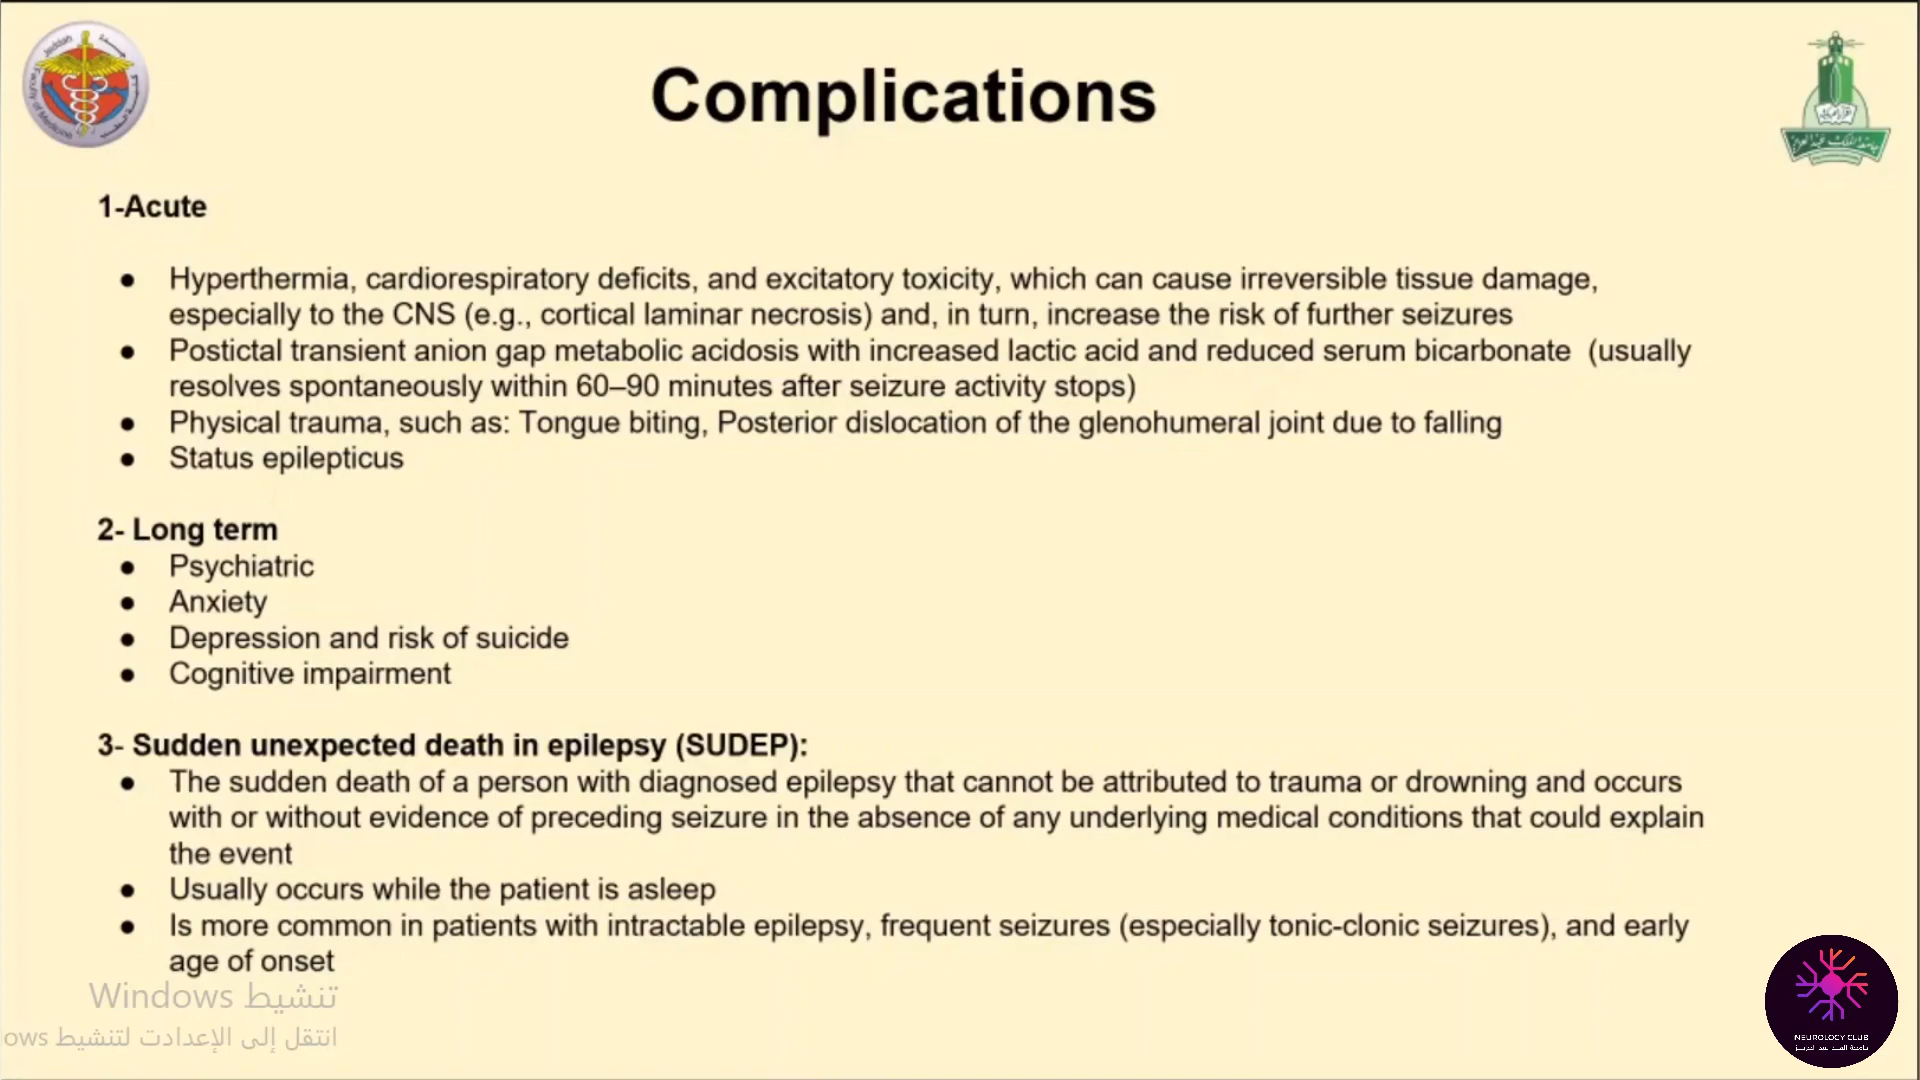 Complications
1-Acute
● Hyperthermia, cardiorespiratory deficits, and excitatory toxicity, which can cause irreversible tissue damage,
especially to the CNS (e.g., cortical laminar necrosis) and, in turn, increase the risk of further seizures
● Postictal transient anion gap metabolic acidosis with increased lactic acid and reduced serum bicarbonate (usually
resolves spontaneously within 60–90 minutes after seizure activity stops)
● Physical trauma, such as: Tongue biting, Posterior dislocation of the glenohumeral joint due to falling
● Status epilepticus
2- Long term
● Psychiatric
● Anxiety
● Depression and risk of suicide
● Cognitive impairment
3- Sudden unexpected death in epilepsy (SUDEP):
● The sudden death of a person with diagnosed epilepsy that cannot be attributed to trauma or drowning and occurs
with or without evidence of preceding seizure in the absence of any underlying medical conditions that could explain
the event
● Usually occurs while the patient is asleep
● Is more common in patients with intractable epilepsy, frequent seizures (especially tonic-clonic seizures), and early
age of onset
تنشيط Windows
انتقل إلى الإعدادت لتنشيط ows
Jeddah
Faculty of Medicine
NEUROLOGY CLUB